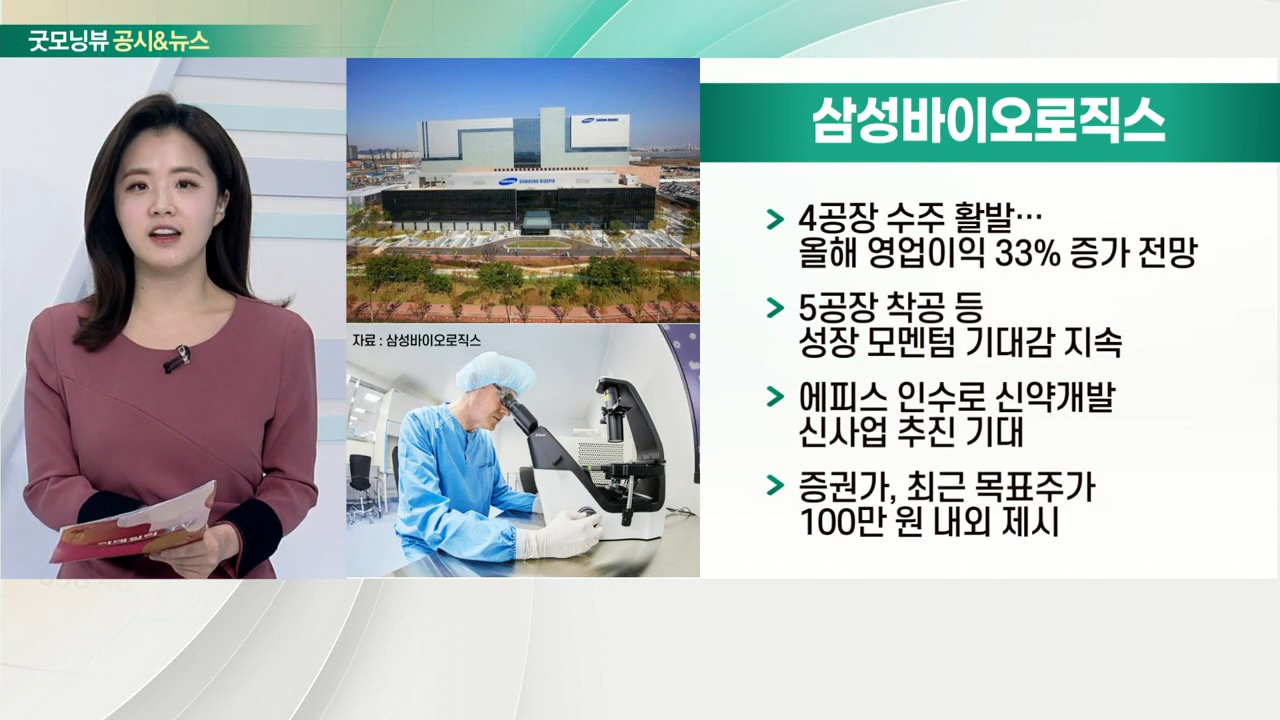 굿모닝뷰 공시&뉴스
삼성바이오로직스
4공장 수주 활발…
올해 영업이익 33% 증가 전망
5공장 착공 등
성장 모멘텀 기대감 지속
에피스 인수로 신약개발
신사업 추진 기대
증권가, 최근 목표주가
100만 원 내외 제시
자료 : 삼성바이오로직스
SAMSUNG BIOEPIS